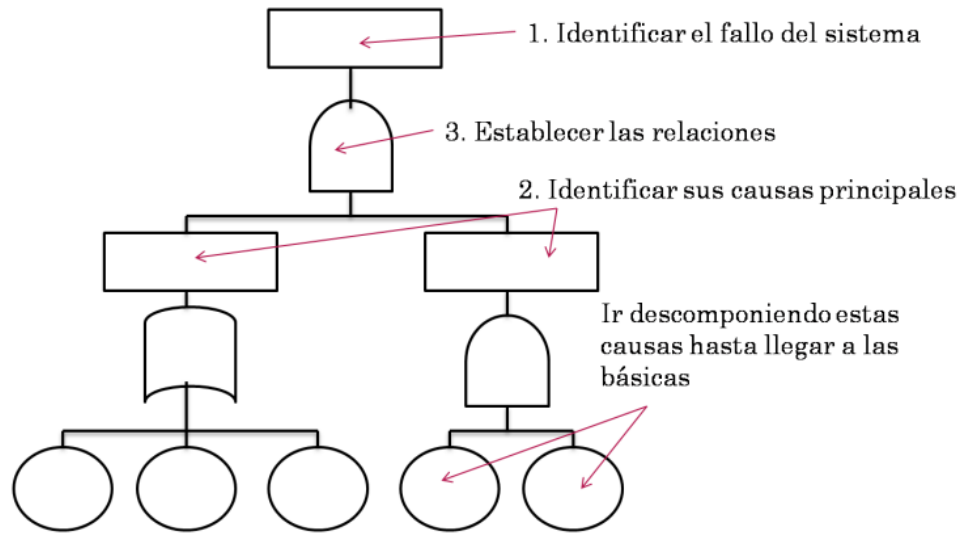 1. Identificar el fallo del sistema
3. Establecer las relaciones
2. Identificar sus causas principales
Ir descomponiendo estas
causas hasta llegar a las
básicas